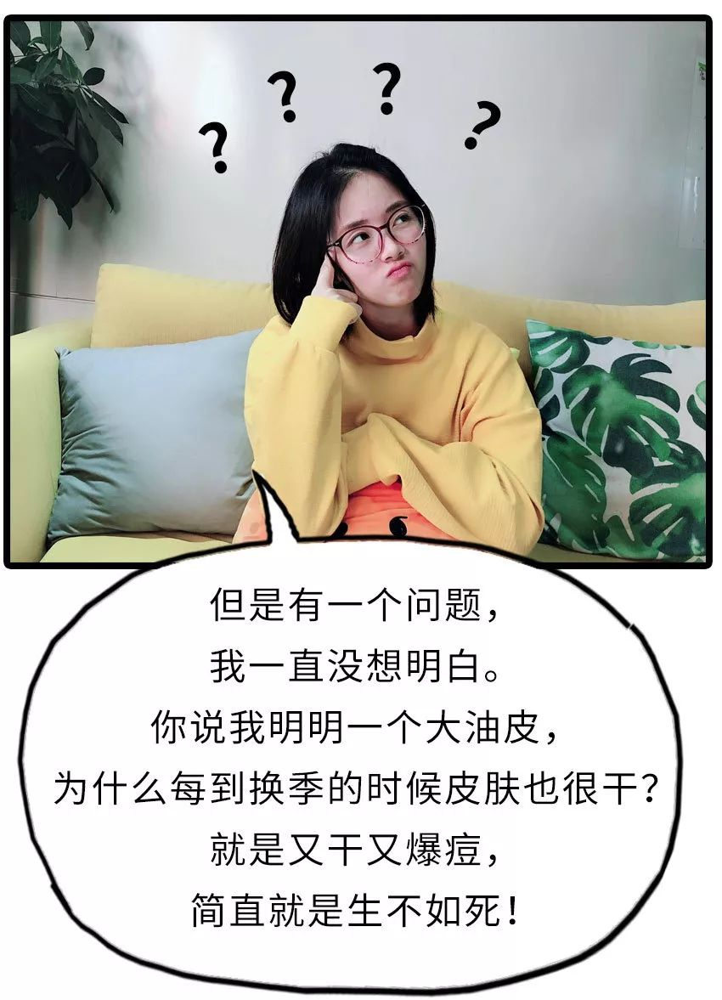 ? ? ? ?
但是有一个问题，
我一直没想明白。
你说我明明一个大油皮，
为什么每到换季的时候皮肤也很干？
就是又干又爆痘，
简直就是生不如死！